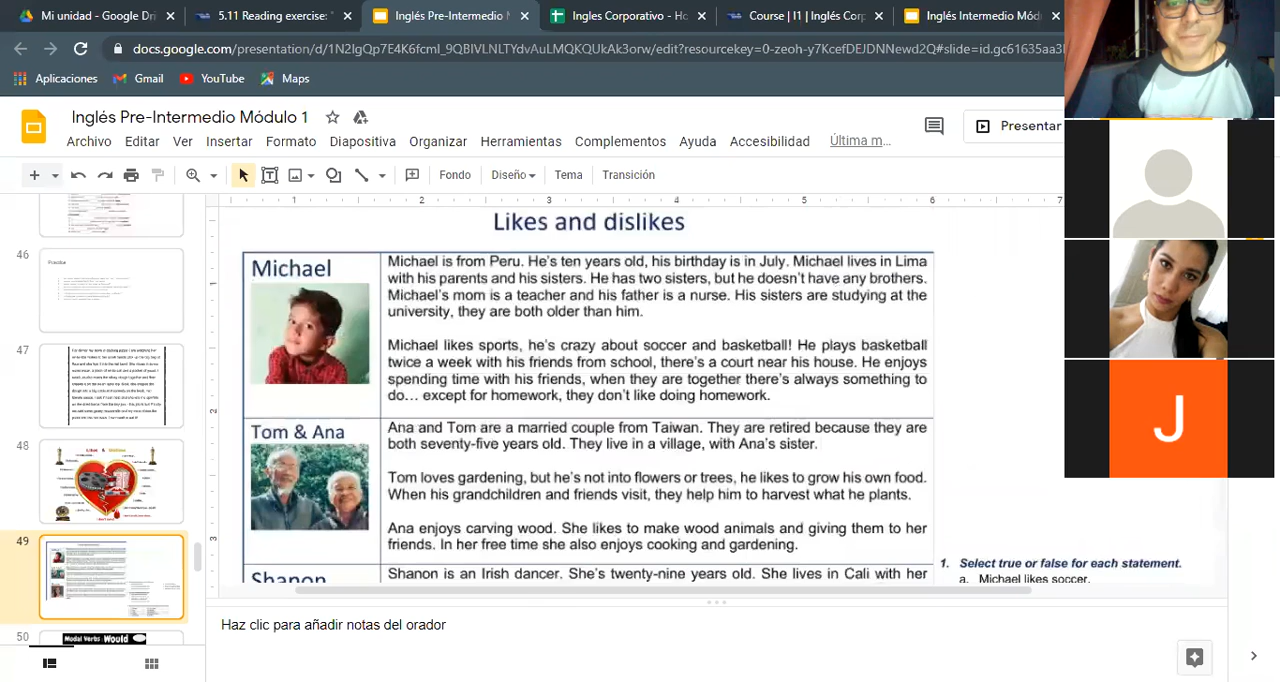 Mi unidad - Google Dri
5.11 Reading exercise:
Inglés Pre-Intermedio M
Ingles Corporativo - Ho
Course | I1 | Inglés Corp
Inglés Intermedio Mód
docs.google.com/presentation/d/1N2IgQp7E4K6fcmI_9QBIVLNLTYdvAuLMQKQUkAk3orw/edit?resourcekey=0-zeoh-y7KcefDEJDNNewd2Q#slide=id.gc61635aa3
Aplicaciones Gmail YouTube Maps
Inglés Pre-Intermedio Módulo 1
Archivo Editar Ver Insertar Formato Diapositiva Organizar Herramientas Complementos Ayuda Accesibilidad Última m...
Presentar
Fondo Diseño Tema Transición
1 2 3 4 5 6 7
46
47
48
49
50
Modal Verbs Would
Likes and dislikes
Michael
Michael is from Peru. He's ten years old, his birthday is in July. Michael lives in Lima
with his parents and his sisters. He has two sisters, but he doesn't have any brothers.
Michael's mom is a teacher and his father is a nurse. His sisters are studying at the
university, they are both older than him.
Michael likes sports, he's crazy about soccer and basketball! He plays basketball
twice a week with his friends from school, there's a court near his house. He enjoys
spending time with his friends, when they are together there's always something to
do… except for homework, they don't like doing homework.
Tom & Ana
Ana and Tom are a married couple from Taiwan. They are retired because they are
both seventy-five years old. They live in a village, with Ana's sister.
Tom loves gardening, but he's not into flowers or trees, he likes to grow his own food.
When his grandchildren and friends visit, they help him to harvest what he plants.
Ana enjoys carving wood. She likes to make wood animals and giving them to her
friends. In her free time she also enjoys cooking and gardening.
Shanon
Shanon is an Irish dancer. She's twenty-nine years old. She lives in Cali with her
1. Select true or false for each statement.
a. Michael likes soccer.
Haz clic para añadir notas del orador
J